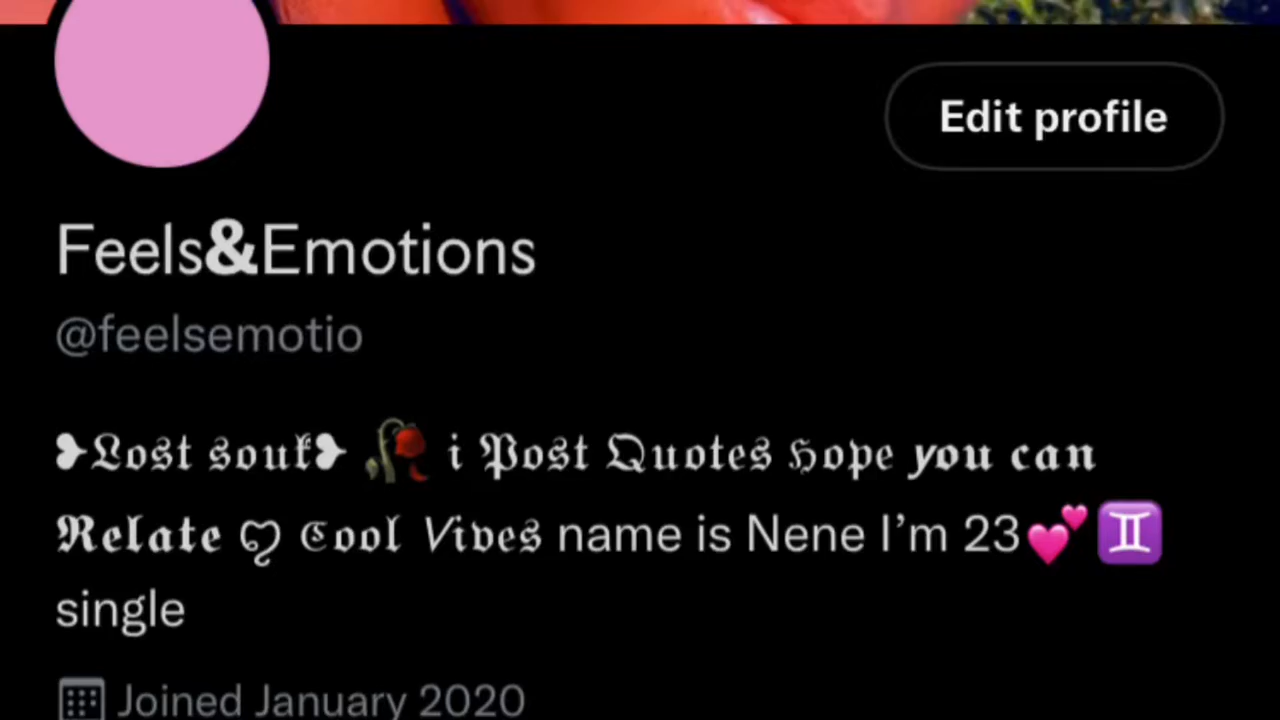 Edit profile
Feels&Emotions
@feelsemotio
❥𝕷𝖔𝖘𝖙 𝖘𝖔𝖚𝖑❥ 🥀 𝖎 𝕻𝖔𝖘𝖙 𝕼𝖚𝖔𝖙𝖊𝖘 𝖍𝖔𝖕𝖊 𝒚𝖔𝖚 𝖈𝖆𝖓
𝕽𝖊𝖑𝖆𝖙𝖊 ღ 𝕮𝖔𝖔𝖑 𝘝𝖎𝖛𝖊𝖘 name is Nene I’m 23💕♊
single
Joined January 2020